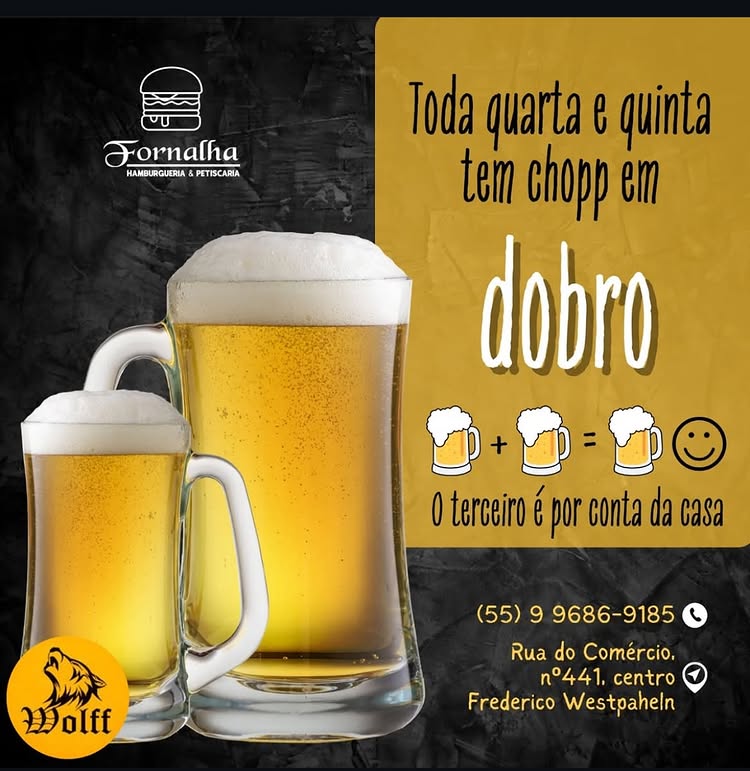 Fornalha
HAMBURGUERIA & PETISCARIA
Toda quarta e quinta
tem chopp em
dobro
+ =
O terceiro é por conta da casa
(55) 9 9686-9185
Rua do Comércio,
nº441, centro
Frederico Westpaheln
Wolff